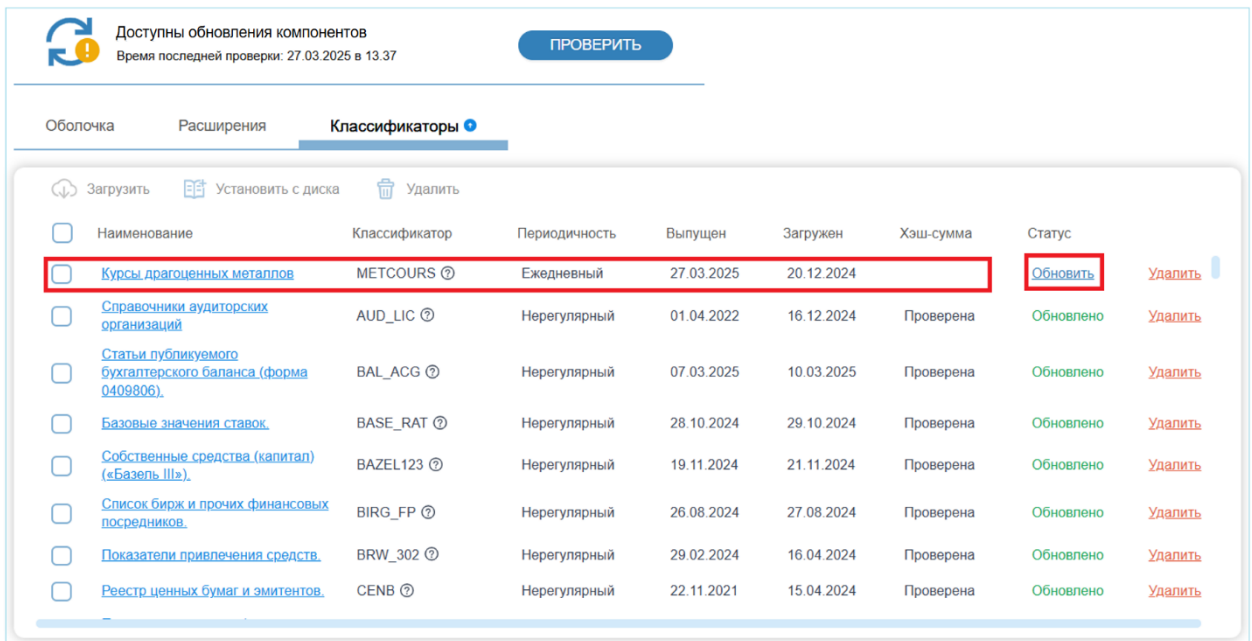 Доступны обновления компонентов
Время последней проверки: 27.03.2025 в 13.37
ПРОВЕРИТЬ
Оболочка Расширения Классификаторы
Загрузить Установить с диска Удалить
Наименование Классификатор Периодичность Выпущен Загружен Хэш-сумма Статус
Курсы драгоценных металлов METCOURS Ежедневный 27.03.2025 20.12.2024 Обновить Удалить
Справочники аудиторских
организаций AUD_LIC Нерегулярный 01.04.2022 16.12.2024 Проверена Обновлено Удалить
Статьи публикуемого
бухгалтерского баланса (форма BAL_ACG Нерегулярный 07.03.2025 10.03.2025 Проверена Обновлено Удалить
0409806).
Базовые значения ставок. BASE_RAT Нерегулярный 28.10.2024 29.10.2024 Проверена Обновлено Удалить
Собственные средства (капитал)
(«Базель III»). BAZEL123 Нерегулярный 19.11.2024 21.11.2024 Проверена Обновлено Удалить
Список бирж и прочих финансовых
посредников. BIRG_FP Нерегулярный 26.08.2024 27.08.2024 Проверена Обновлено Удалить
Показатели привлечения средств. BRW_302 Нерегулярный 29.02.2024 16.04.2024 Проверена Обновлено Удалить
Реестр ценных бумаг и эмитентов. CENB Нерегулярный 22.11.2021 15.04.2024 Проверена Обновлено Удалить